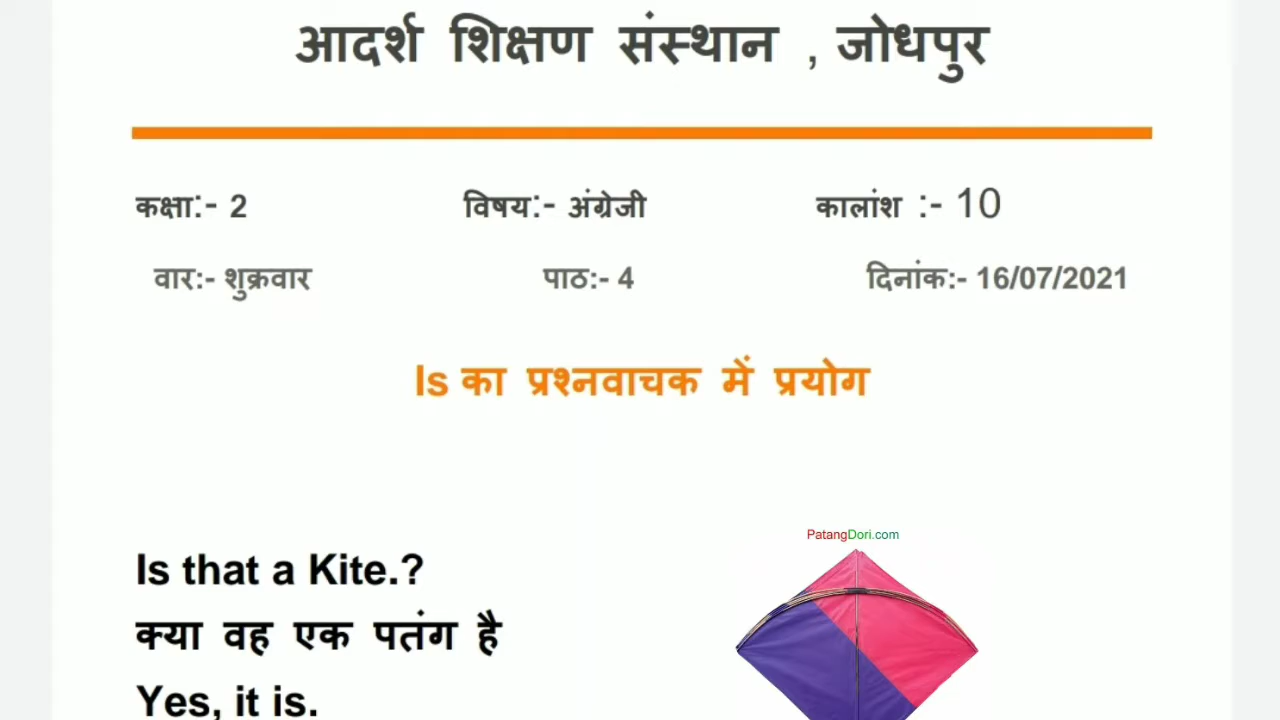 आदर्श शिक्षण संस्थान , जोधपुर
कक्षा:- 2 विषय:- अंग्रेजी कालांश :- 10
वार:- शुक्रवार पाठ:- 4 दिनांक:- 16/07/2021
Is का प्रश्नवाचक में प्रयोग
PatangDori.com
Is that a Kite.?
क्या वह एक पतंग है
Yes, it is.